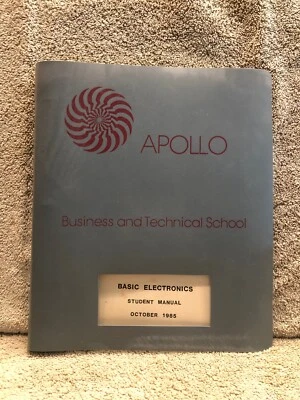 APOLLO
Business and Technical School
BASIC ELECTRONICS
STUDENT MANUAL
OCTOBER 1985